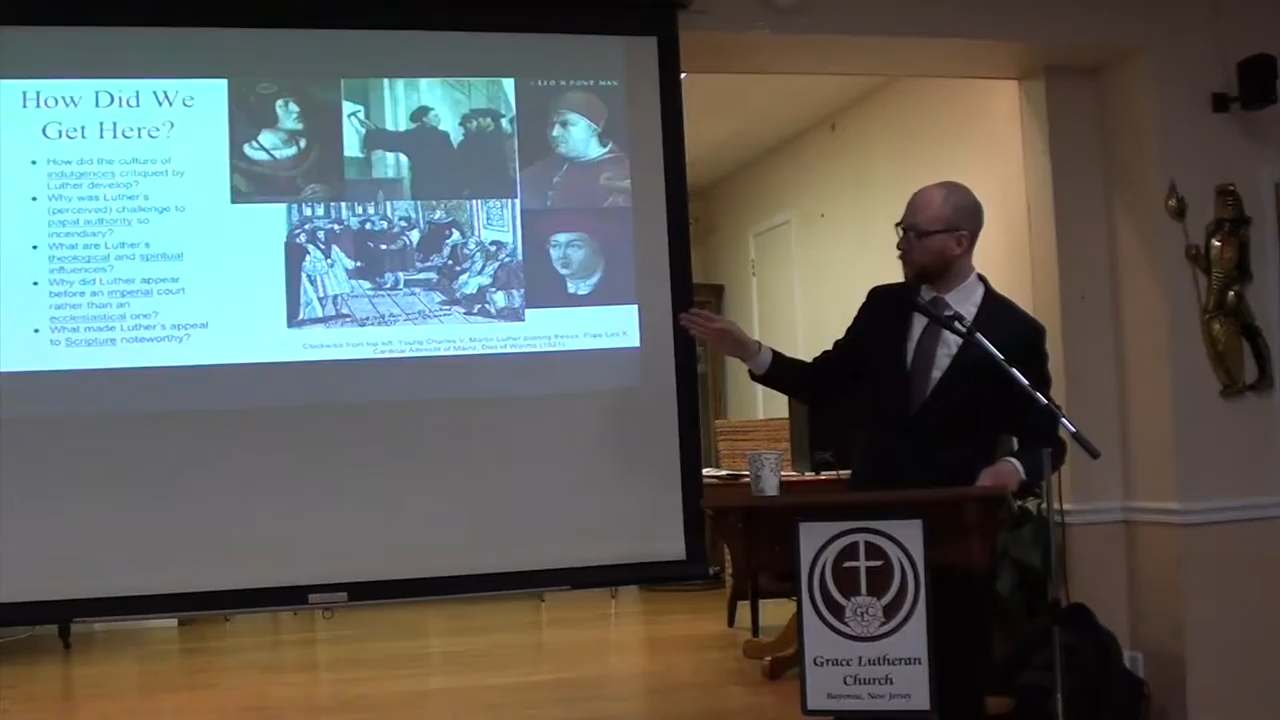 How Did We
Get Here?
• How did the culture of
indulgences critiqued by
Luther develop?
• Why was Luther's
(perceived) challenge to
papal authority so
incendiary?
• What are Luther's
theological and spiritual
influences?
• Why did Luther appear
before an imperial court
rather than an
ecclesiastical one?
• What made Luther's appeal
to Scripture noteworthy?
LEO X PONT MAX
Clockwise from top left: Young Charles V, Martin Luther posting thesis, Pope Leo X,
Cardinal Albrecht of Mainz, Diet of Worms (1521)
GLC
Grace Lutheran
Church
Bayonne, New Jersey